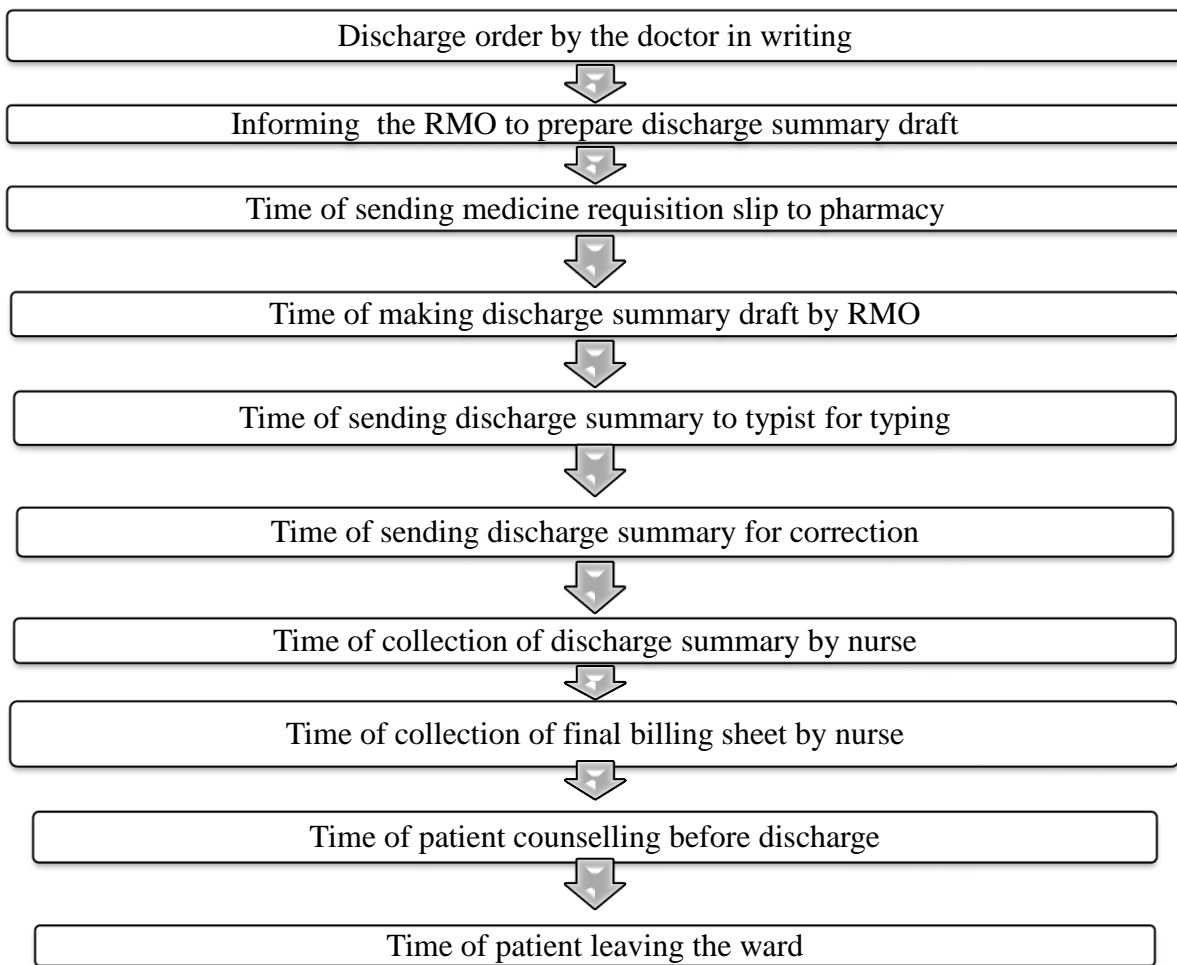 Discharge order by the doctor in writing
Informing the RMO to prepare discharge summary draft
Time of sending medicine requisition slip to pharmacy
Time of making discharge summary draft by RMO
Time of sending discharge summary to typist for typing
Time of sending discharge summary for correction
Time of collection of discharge summary by nurse
Time of collection of final billing sheet by nurse
Time of patient counselling before discharge
Time of patient leaving the ward